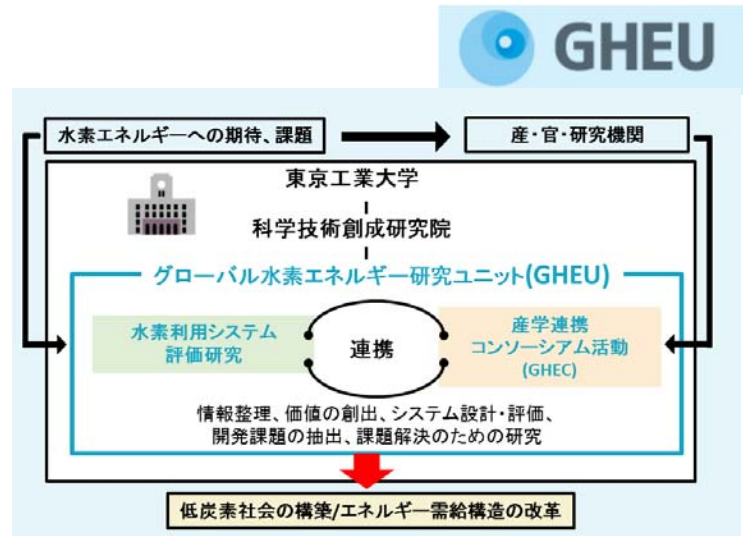 GHEU
水素エネルギーへの期待、課題
産・官・研究機関
東京工業大学
科学技術創成研究院
グローバル水素エネルギー研究ユニット(GHEU)
水素利用システム
評価研究
連携
産学連携
コンソーシアム活動
(GHEC)
情報整理、価値の創出、システム設計・評価、
開発課題の抽出、課題解決のための研究
低炭素社会の構築/エネルギー需給構造の改革